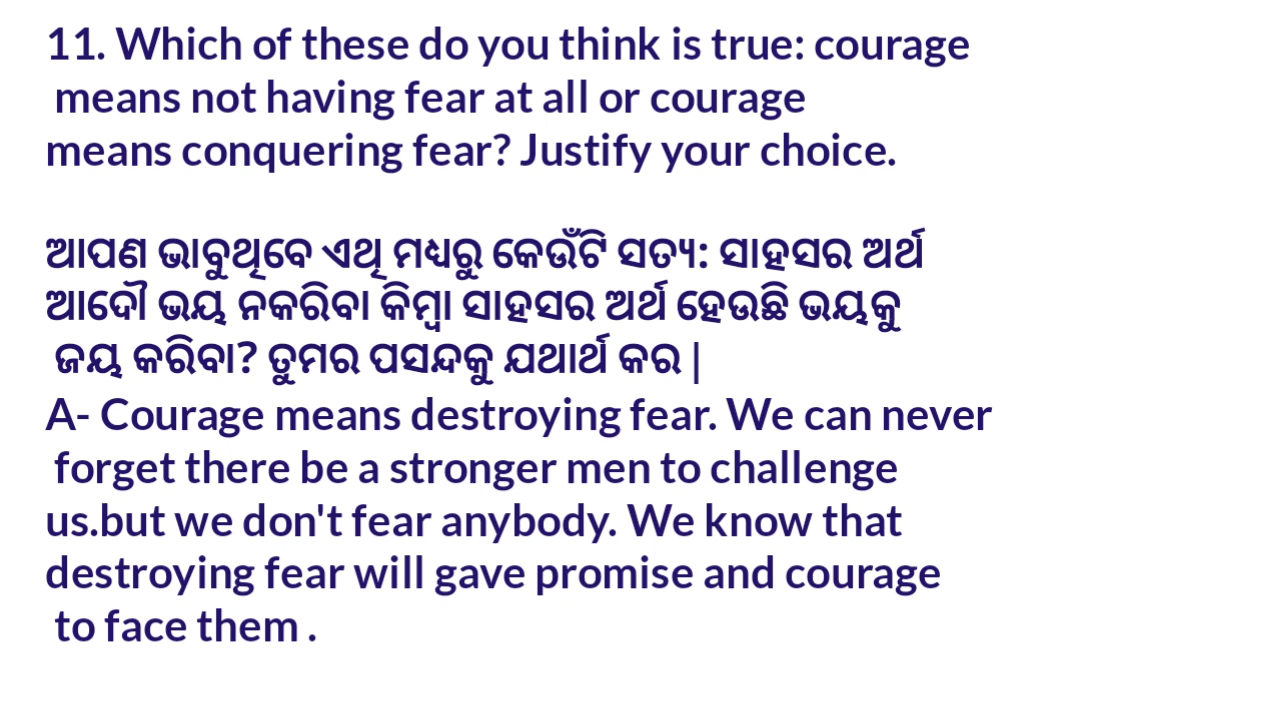 11. Which of these do you think is true: courage
means not having fear at all or courage
means conquering fear? Justify your choice.
ଆପଣ ଭାବୁଥିବେ ଏଥି ମଧ୍ଯରୁ କେଉଁଟି ସତ୍ୟ: ସାହସର ଅର୍ଥ
ଆଦୌ ଭୟ ନକରିବା କିମ୍ବା ସାହସର ଅର୍ଥ ହେଉଛି ଭୟକୁ
ଜୟ କରିବା? ତୁମର ପସନ୍ଦକୁ ଯଥାର୍ଥ କର |
A- Courage means destroying fear. We can never
forget there be a stronger men to challenge
us.but we don't fear anybody. We know that
destroying fear will gave promise and courage
to face them .